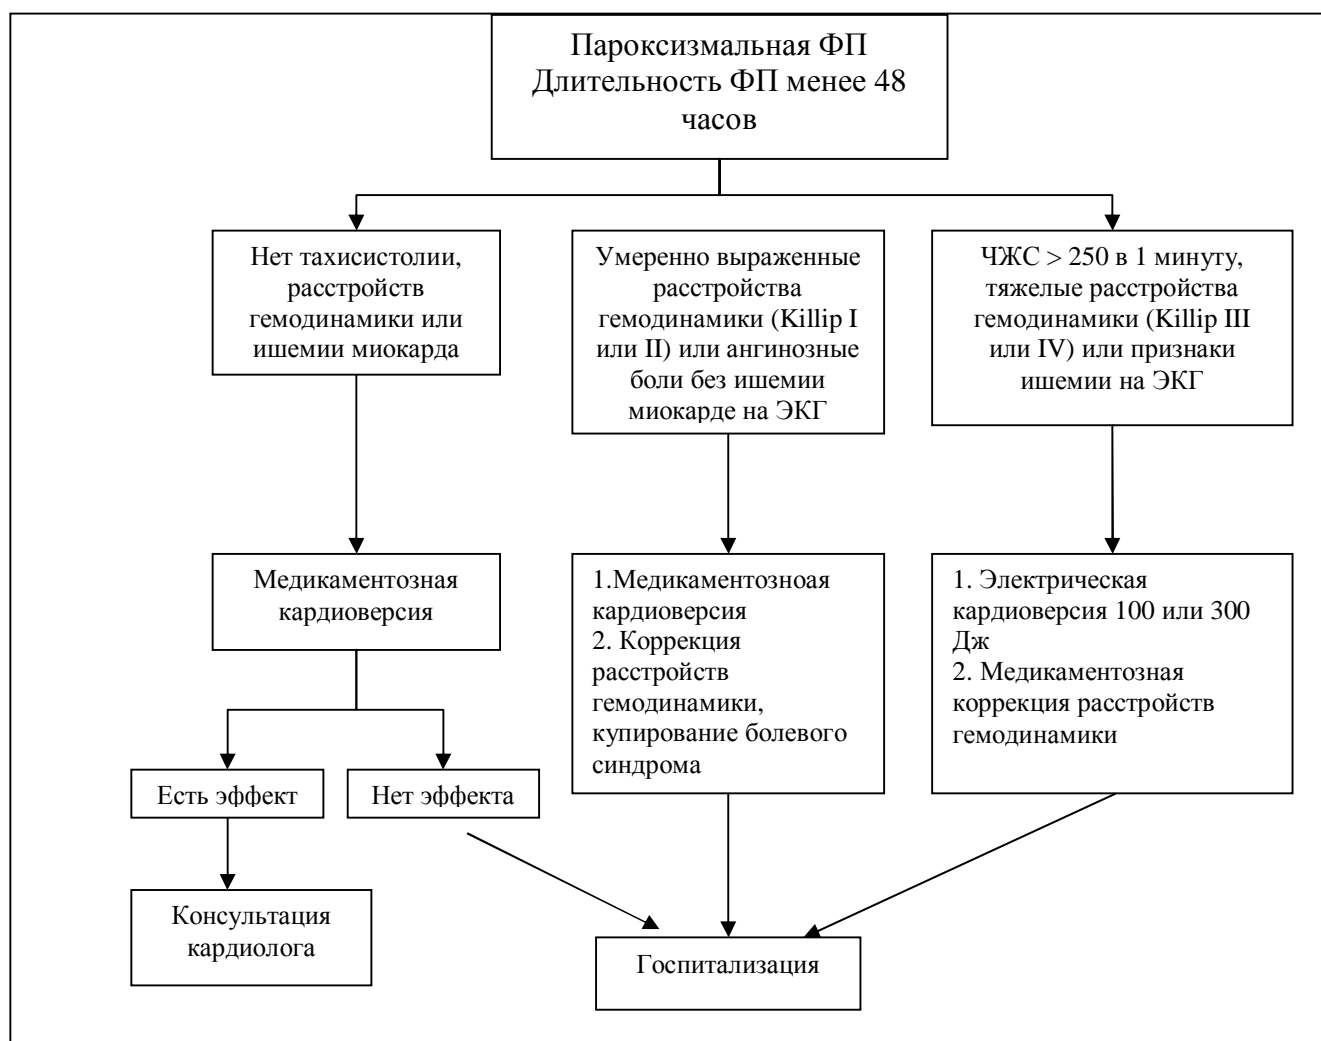 Пароксизмальная ФП
Длительность ФП менее 48
часов
Нет тахисистолии,
расстройств
гемодинамики или
ишемии миокарда
Умеренно выраженные
расстройства
гемодинамики (Killip I
или II) или ангинозные
боли без ишемии
миокарде на ЭКГ
ЧЖС > 250 в 1 минуту,
тяжелые расстройства
гемодинамики (Killip III
или IV) или признаки
ишемии на ЭКГ
Медикаментозная
кардиоверсия
1.Медикаментозноая
кардиоверсия
2. Коррекция
расстройств
гемодинамики,
купирование болевого
синдрома
1. Электрическая
кардиоверсия 100 или 300
Дж
2. Медикаментозная
коррекция расстройств
гемодинамики
Есть эффект
Нет эффекта
Консультация
кардиолога
Госпитализация